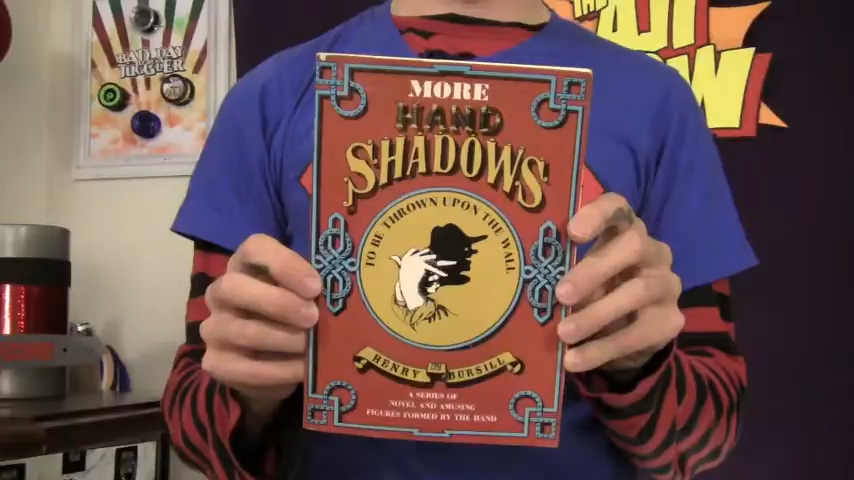 BAD DAY
JUGGLER
THE
MORE
HAND
SHADOWS
TO BE THROWN UPON THE WALL
HENRY BURSILL
A SERIES OF
NOVEL AND AMUSING
FIGURES FORMED BY THE HAND